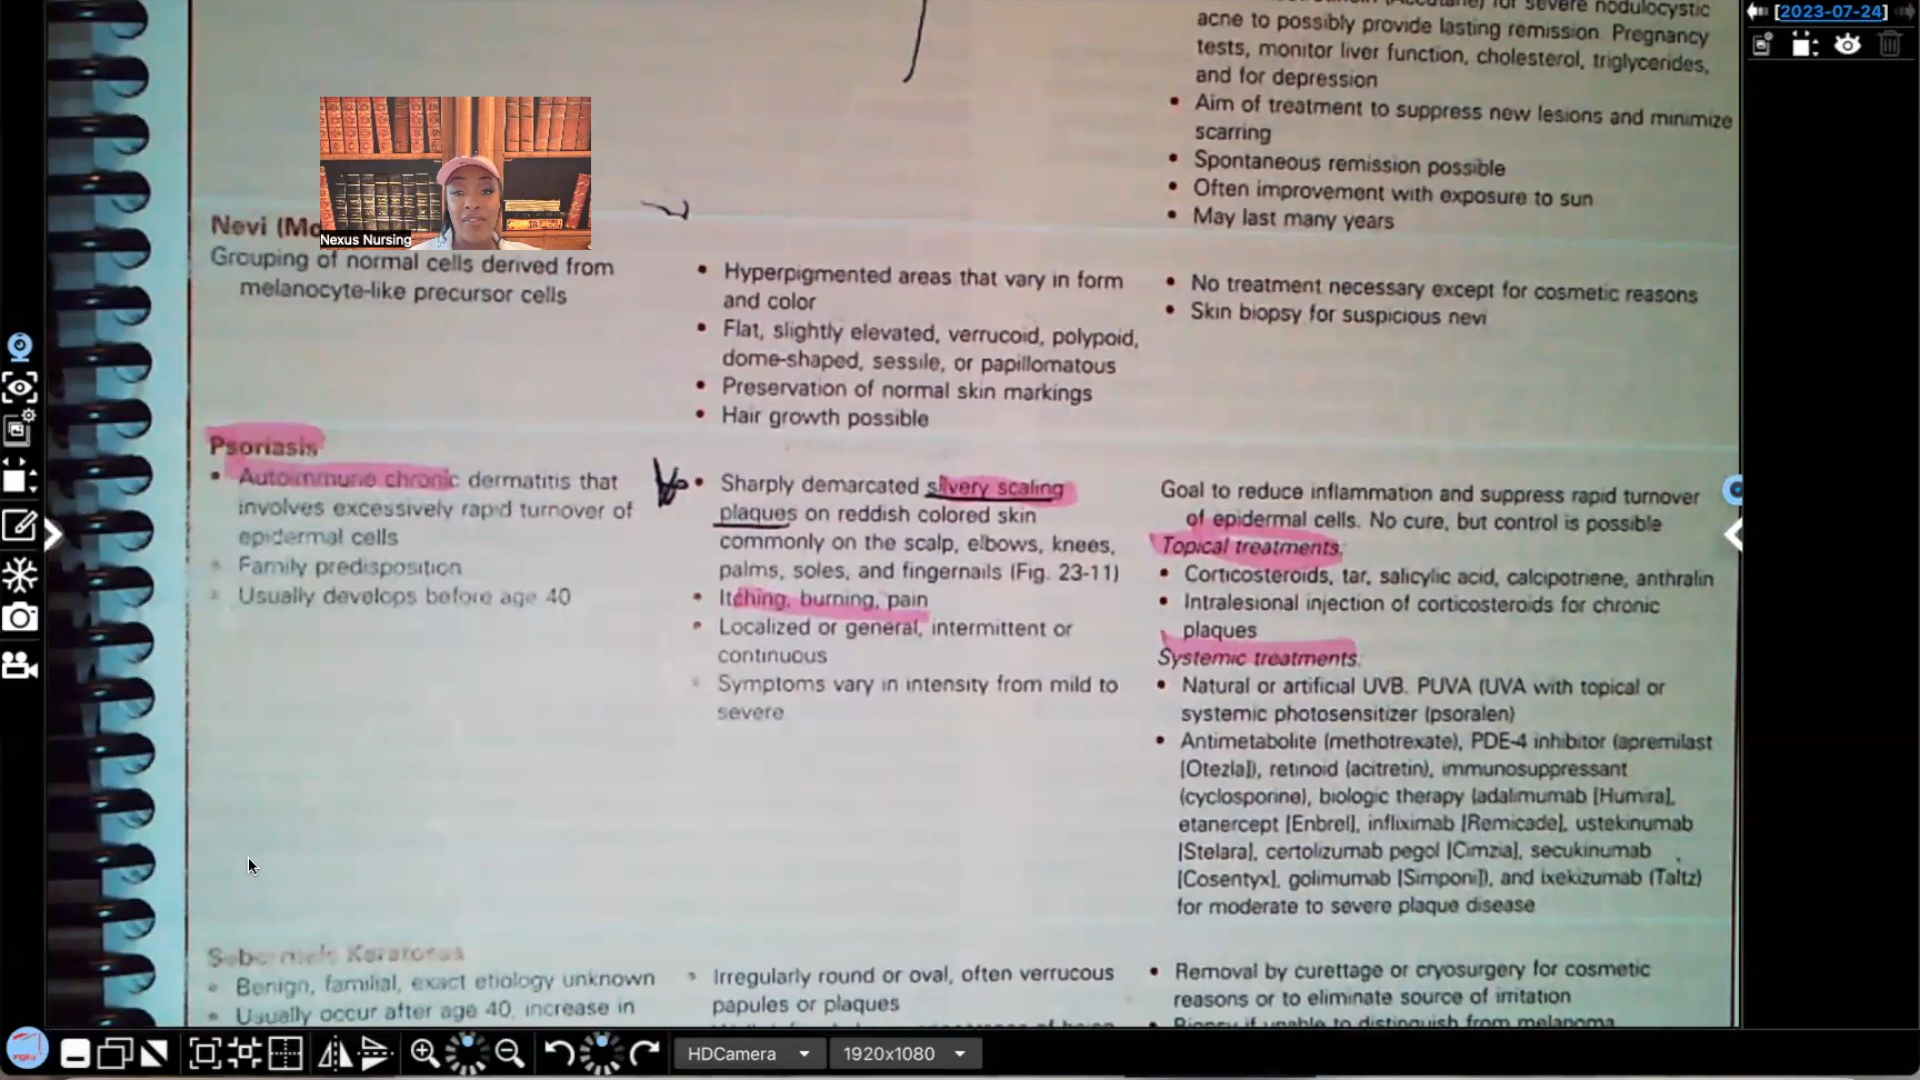 [2023-07-24]
(Accutane) for severe nodulocystic
acne to possibly provide lasting remission. Pregnancy
tests, monitor liver function, cholesterol, triglycerides,
and for depression
• Aim of treatment to suppress new lesions and minimize
scarring
• Spontaneous remission possible
• Often improvement with exposure to sun
• May last many years
Nexus Nursing
Nevi
Grouping of normal cells derived from
melanocyte-like precursor cells
• Hyperpigmented areas that vary in form
and color
• Flat, slightly elevated, verrucoid, polypoid,
dome-shaped, sessile, or papillomatous
• Preservation of normal skin markings
• Hair growth possible
• No treatment necessary except for cosmetic reasons
• Skin biopsy for suspicious nevi
Psoriasis
• Autoimmune chronic dermatitis that
involves excessively rapid turnover of
epidermal cells
• Family predisposition
• Usually develops before age 40
• Sharply demarcated silvery scaling
plaques on reddish colored skin
commonly on the scalp, elbows, knees,
palms, soles, and fingernails (Fig. 23-11)
• Itching, burning, pain
• Localized or general, intermittent or
continuous
• Symptoms vary in intensity from mild to
severe
Goal to reduce inflammation and suppress rapid turnover
of epidermal cells. No cure, but control is possible
Topical treatments:
• Corticosteroids, tar, salicylic acid, calcipotriene, anthralin
• Intralesional injection of corticosteroids for chronic
plaques
Systemic treatments:
• Natural or artificial UVB. PUVA (UVA with topical or
systemic photosensitizer (psoralen)
• Antimetabolite (methotrexate), PDE-4 inhibitor (apremilast
[Otezla]), retinoid (acitretin), immunosuppressant
(cyclosporine), biologic therapy (adalimumab [Humira],
etanercept [Enbrel], infliximab [Remicade], ustekinumab
[Stelara], certolizumab pegol [Cimzia], secukinumab
[Cosentyx], golimumab [Simponi]), and ixekizumab (Taltz)
for moderate to severe plaque disease
Seborrheic Keratoses
• Benign, familial, exact etiology unknown
• Usually occur after age 40, increase in
• Irregularly round or oval, often verrucous
papules or plaques
• Removal by curettage or cryosurgery for cosmetic
reasons or to eliminate source of irritation
• Biopsy if unable to distinguish from melanoma
HDCamera
1920x1080